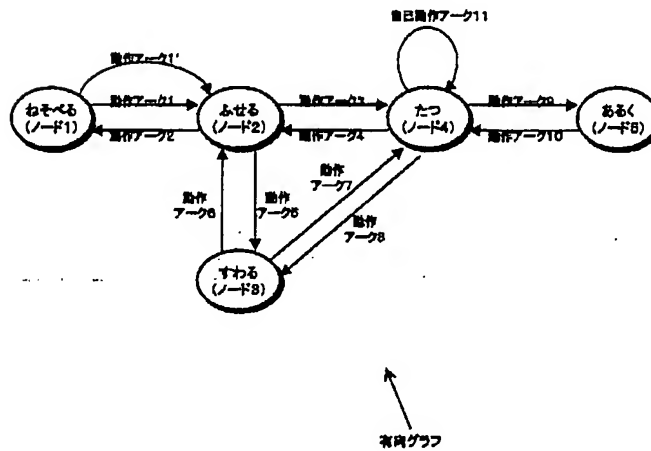 自己動作アーク11
動作アーク1'
ねそべる
(ノード1)
動作アーク1
動作アーク2
ふせる
(ノード2)
動作アーク3
動作アーク4
たつ
(ノード4)
動作アーク9
動作アーク10
あるく
(ノード5)
動作
アーク6
動作
アーク5
動作
アーク7
動作
アーク8
すわる
(ノード3)
有向グラフ